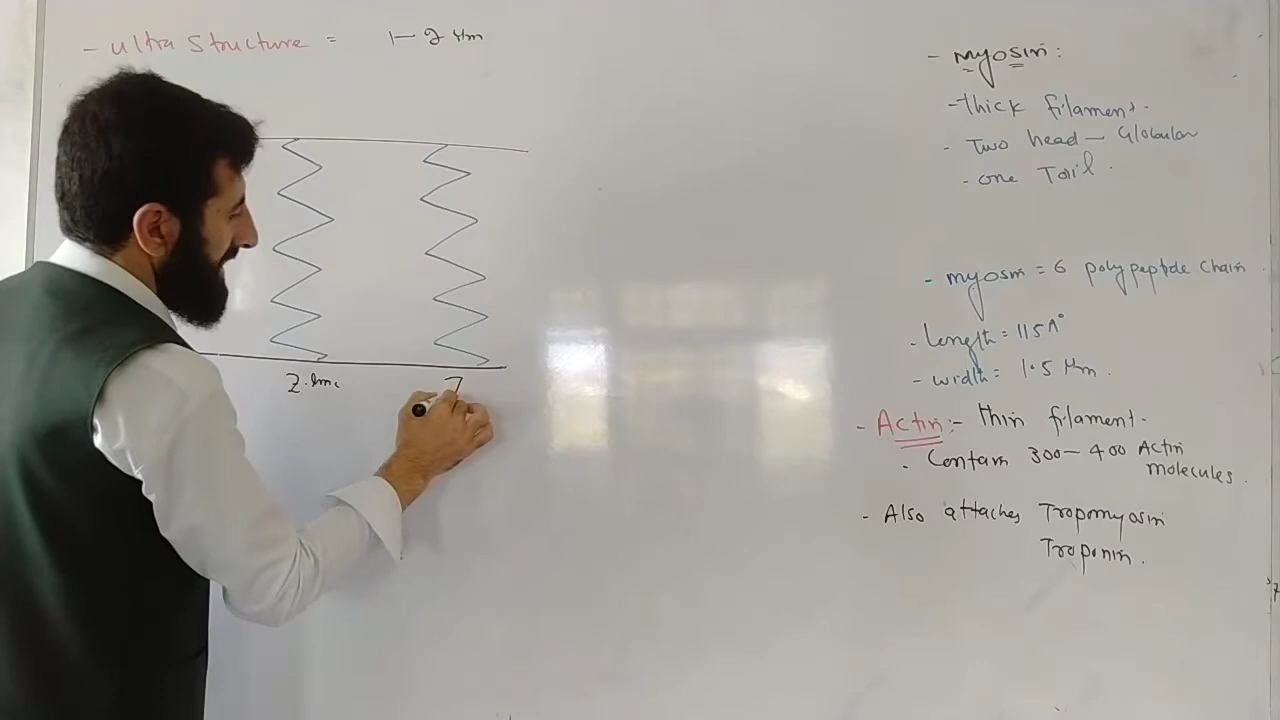 - Ultra Structure = 1-2 µm
Z.line
Z
- myosin:
- thick filament.
- Two head - Globular
- one Tail.
- myosin = 6 polypeptide chain
- length = 115 A°
- width = 1.5 µm.
- Actin:- thin filament.
. Contain 300-400 Actin
molecules.
- Also attaches Tropomyosin
Troponin.